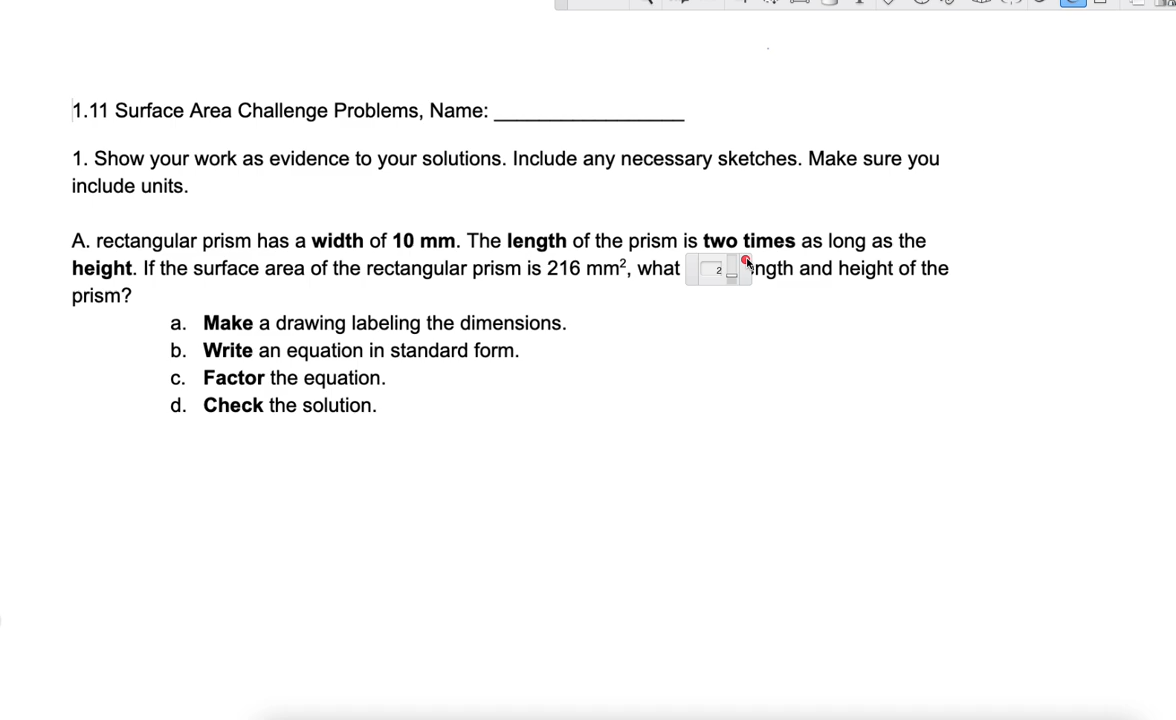 1.11 Surface Area Challenge Problems, Name: _________________
1. Show your work as evidence to your solutions. Include any necessary sketches. Make sure you
include units.
A. rectangular prism has a width of 10 mm. The length of the prism is two times as long as the
height. If the surface area of the rectangular prism is 216 mm², what 2 ngth and height of the
prism?
a. Make a drawing labeling the dimensions.
b. Write an equation in standard form.
c. Factor the equation.
d. Check the solution.